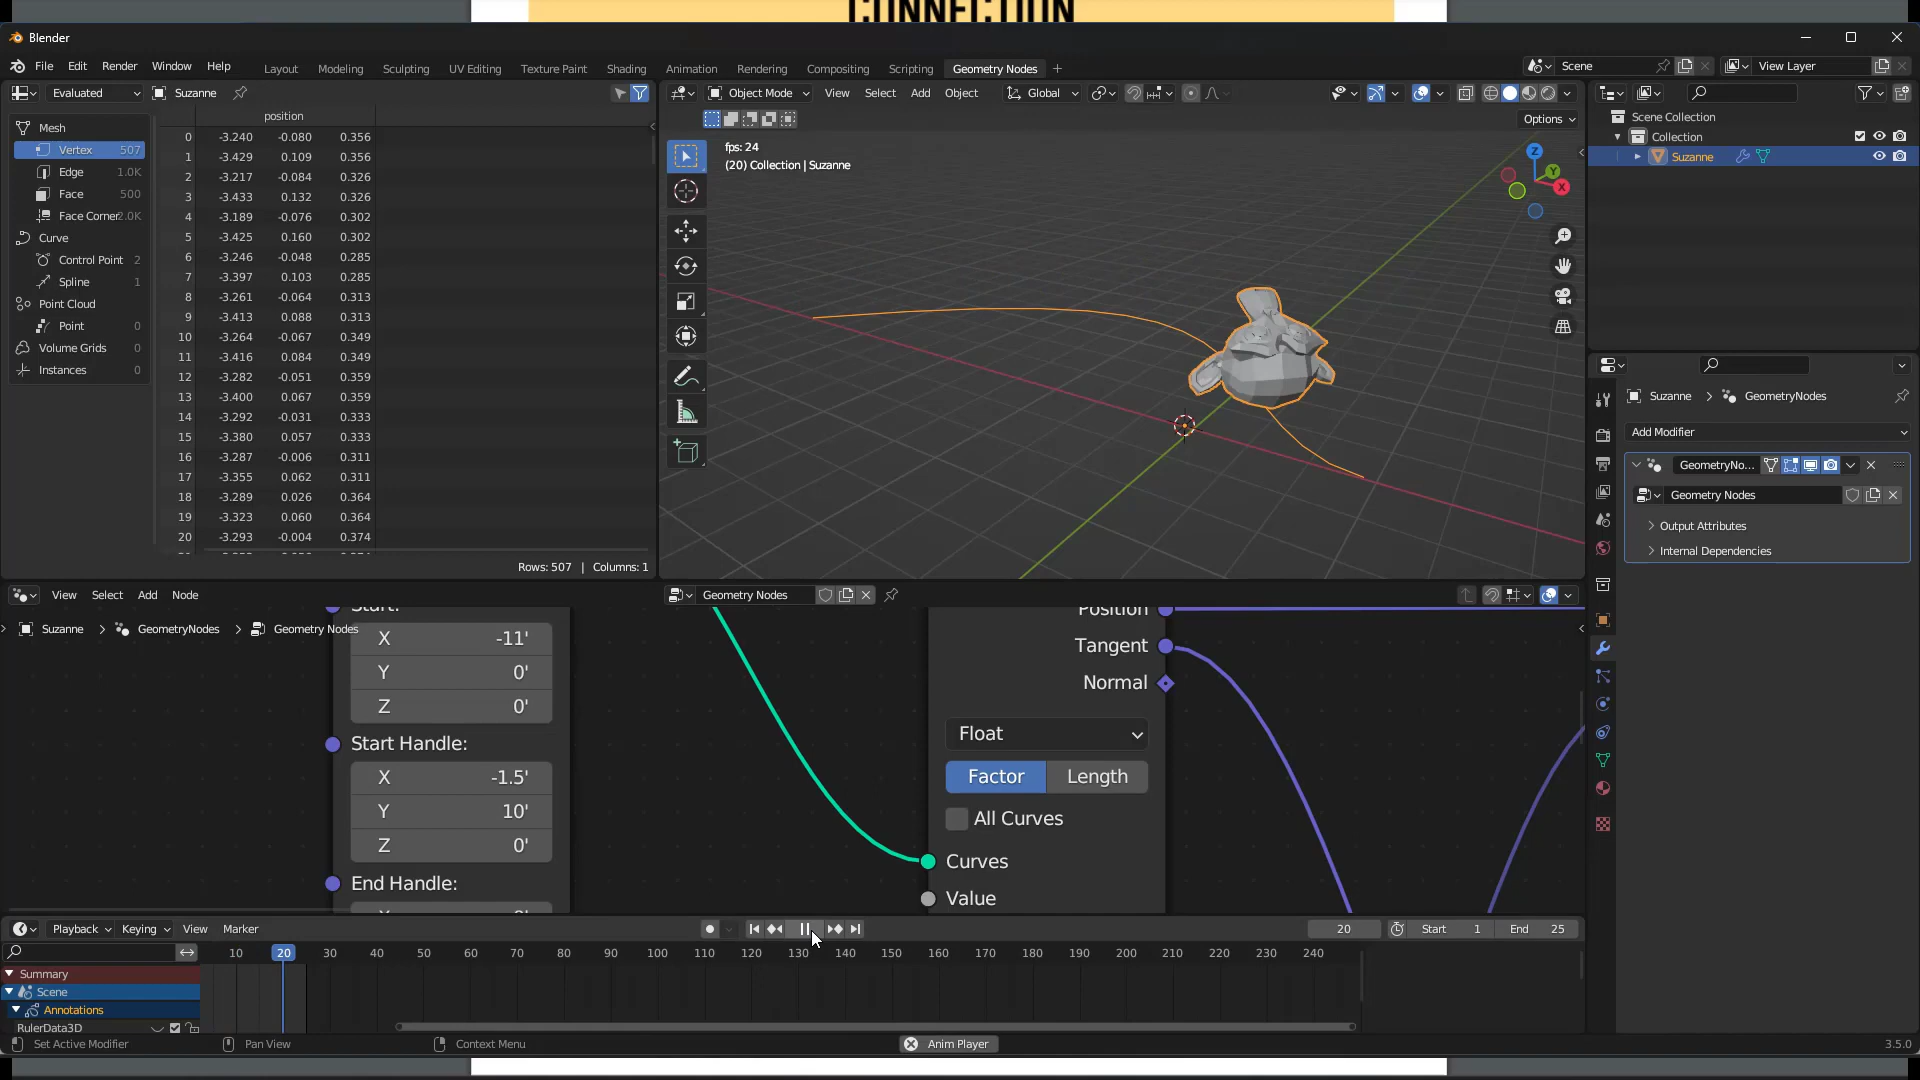 CONNECTION
Blender
File Edit Render Window Help
Layout Modeling Sculpting UV Editing Texture Paint Shading Animation Rendering Compositing Scripting Geometry Nodes +
Scene
View Layer
Evaluated
Suzanne
position
Mesh
Vertex 507
Edge 1.0K
Face 500
Face Corner 2.0K
Curve
Control Point 2
Spline 1
Point Cloud
Point 0
Volume Grids 0
Instances 0
0 -3.240 -0.080 0.356
1 -3.429 0.109 0.356
2 -3.217 -0.084 0.326
3 -3.433 0.132 0.326
4 -3.189 -0.076 0.302
5 -3.425 0.160 0.302
6 -3.246 -0.048 0.285
7 -3.397 0.103 0.285
8 -3.261 -0.064 0.313
9 -3.413 0.088 0.313
10 -3.264 -0.067 0.349
11 -3.416 0.084 0.349
12 -3.282 -0.051 0.359
13 -3.400 0.067 0.359
14 -3.292 -0.031 0.333
15 -3.380 0.057 0.333
16 -3.287 -0.006 0.311
17 -3.355 0.062 0.311
18 -3.289 0.026 0.364
19 -3.323 0.060 0.364
20 -3.293 -0.004 0.374
Rows: 507 | Columns: 1
Object Mode View Select Add Object Global
Options
fps: 24
(20) Collection | Suzanne
Z
Y
X
Scene Collection
Collection
Suzanne
Suzanne > GeometryNodes
Add Modifier
GeometryNo...
Geometry Nodes
Output Attributes
Internal Dependencies
View Select Add Node
Geometry Nodes
Suzanne > GeometryNodes > Geometry Nodes
Start:
X -11'
Y 0'
Z 0'
Start Handle:
X -1.5'
Y 10'
Z 0'
End Handle:
Position
Tangent
Normal
Float
Factor Length
All Curves
Curves
Value
Playback Keying View Marker
20
Start 1
End 25
10 20 30 40 50 60 70 80 90 100 110 120 130 140 150 160 170 180 190 200 210 220 230 240
Summary
Scene
Annotations
RulerData3D
Set Active Modifier
Pan View
Context Menu
Anim Player
3.5.0